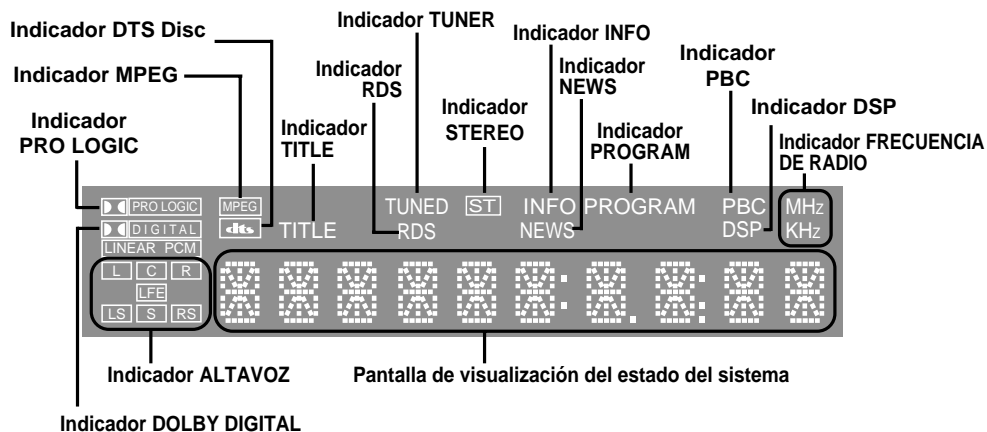 Indicador TUNER
Indicador DTS Disc
Indicador INFO
Indicador MPEG
Indicador
RDS
Indicador
NEWS
Indicador
PBC
Indicador
PRO LOGIC
Indicador
TITLE
Indicador
STEREO
Indicador
PROGRAM
Indicador DSP
Indicador FRECUENCIA
DE RADIO
PRO LOGIC MPEG TUNED ST INFO PROGRAM PBC MHz
DIGITAL dts TITLE RDS NEWS DSP KHz
LINEAR PCM
L C R
LFE
LS S RS
Indicador ALTAVOZ
Pantalla de visualización del estado del sistema
Indicador DOLBY DIGITAL